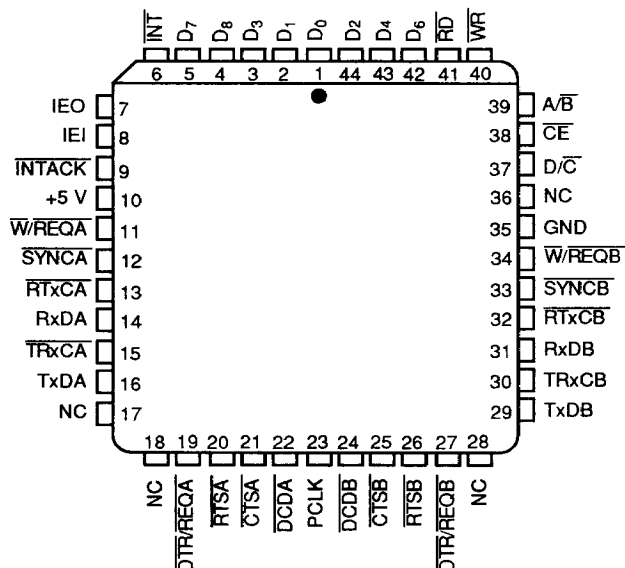 INT D7 D8 D3 D1 D0 D2 D4 D6 RD WR
6 5 4 3 2 1 44 43 42 41 40
IEO 7
IEI 8
INTACK 9
+5 V 10
W/REQA 11
SYNCA 12
RTxCA 13
RxDA 14
TRxCA 15
TxDA 16
NC 17
39 A/B
38 CE
37 D/C
36 NC
35 GND
34 W/REQB
33 SYNCB
32 RTxCB
31 RxDB
30 TRxCB
29 TxDB
18 19 20 21 22 23 24 25 26 27 28
NC DTR/REQA RTSA CTSA DCDA PCLK DCDB CTSB RTSB DTR/REQB NC